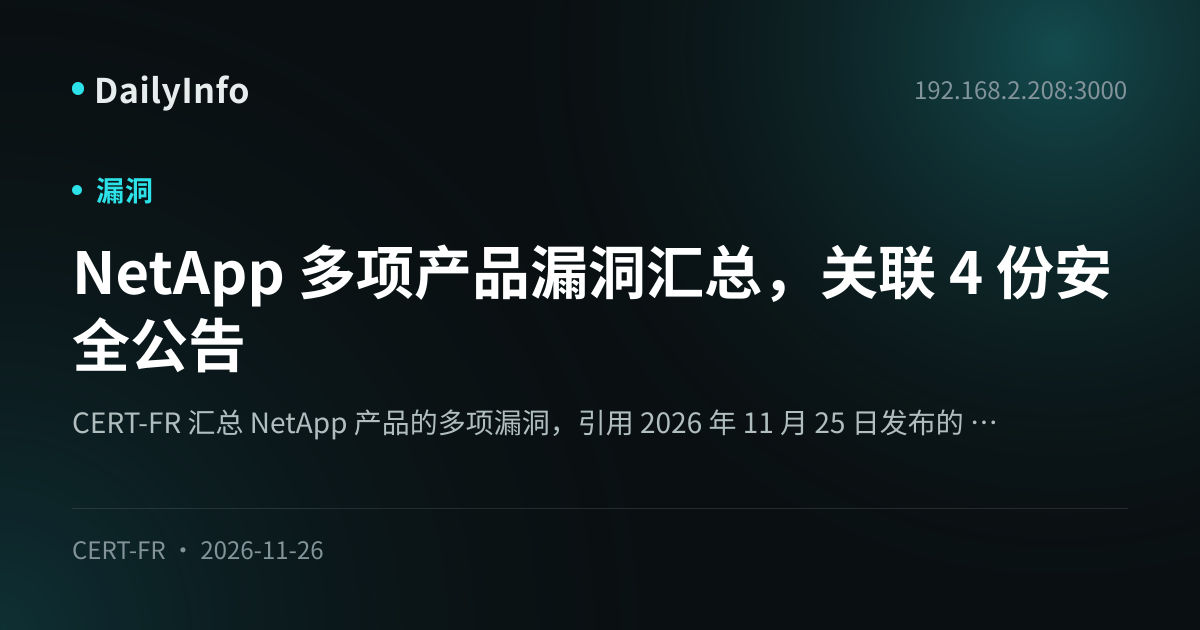 DailyInfo
192.168.2.208:3000
漏洞
NetApp 多项产品漏洞汇总，关联 4 份安
全公告
CERT-FR 汇总 NetApp 产品的多项漏洞，引用 2026 年 11 月 25 日发布的 …
CERT-FR • 2026-11-26